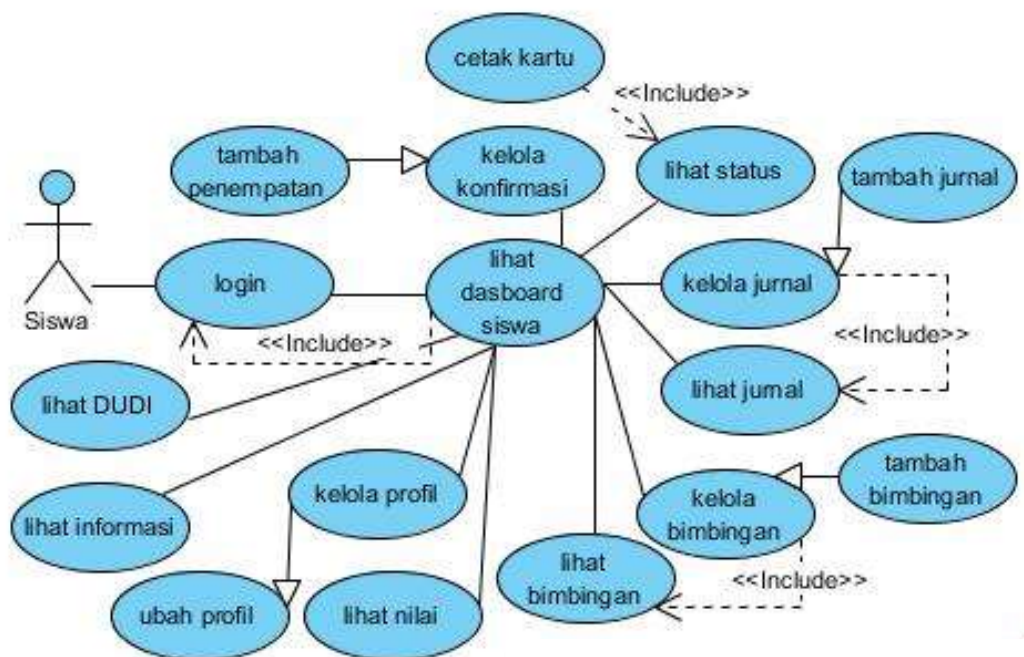 cetak kartu
<<Include>>
tambah
penempatan
kelola
konfirmasi
lihat status
tambah jurnal
Siswa
login
lihat
dasboard
siswa
kelola jurnal
<<Include>>
<<Include>>
lihat jurnal
lihat DUDI
lihat informasi
kelola profil
kelola
bimbingan
tambah
bimbingan
ubah profil
lihat nilai
lihat
bimbingan
<<Include>>